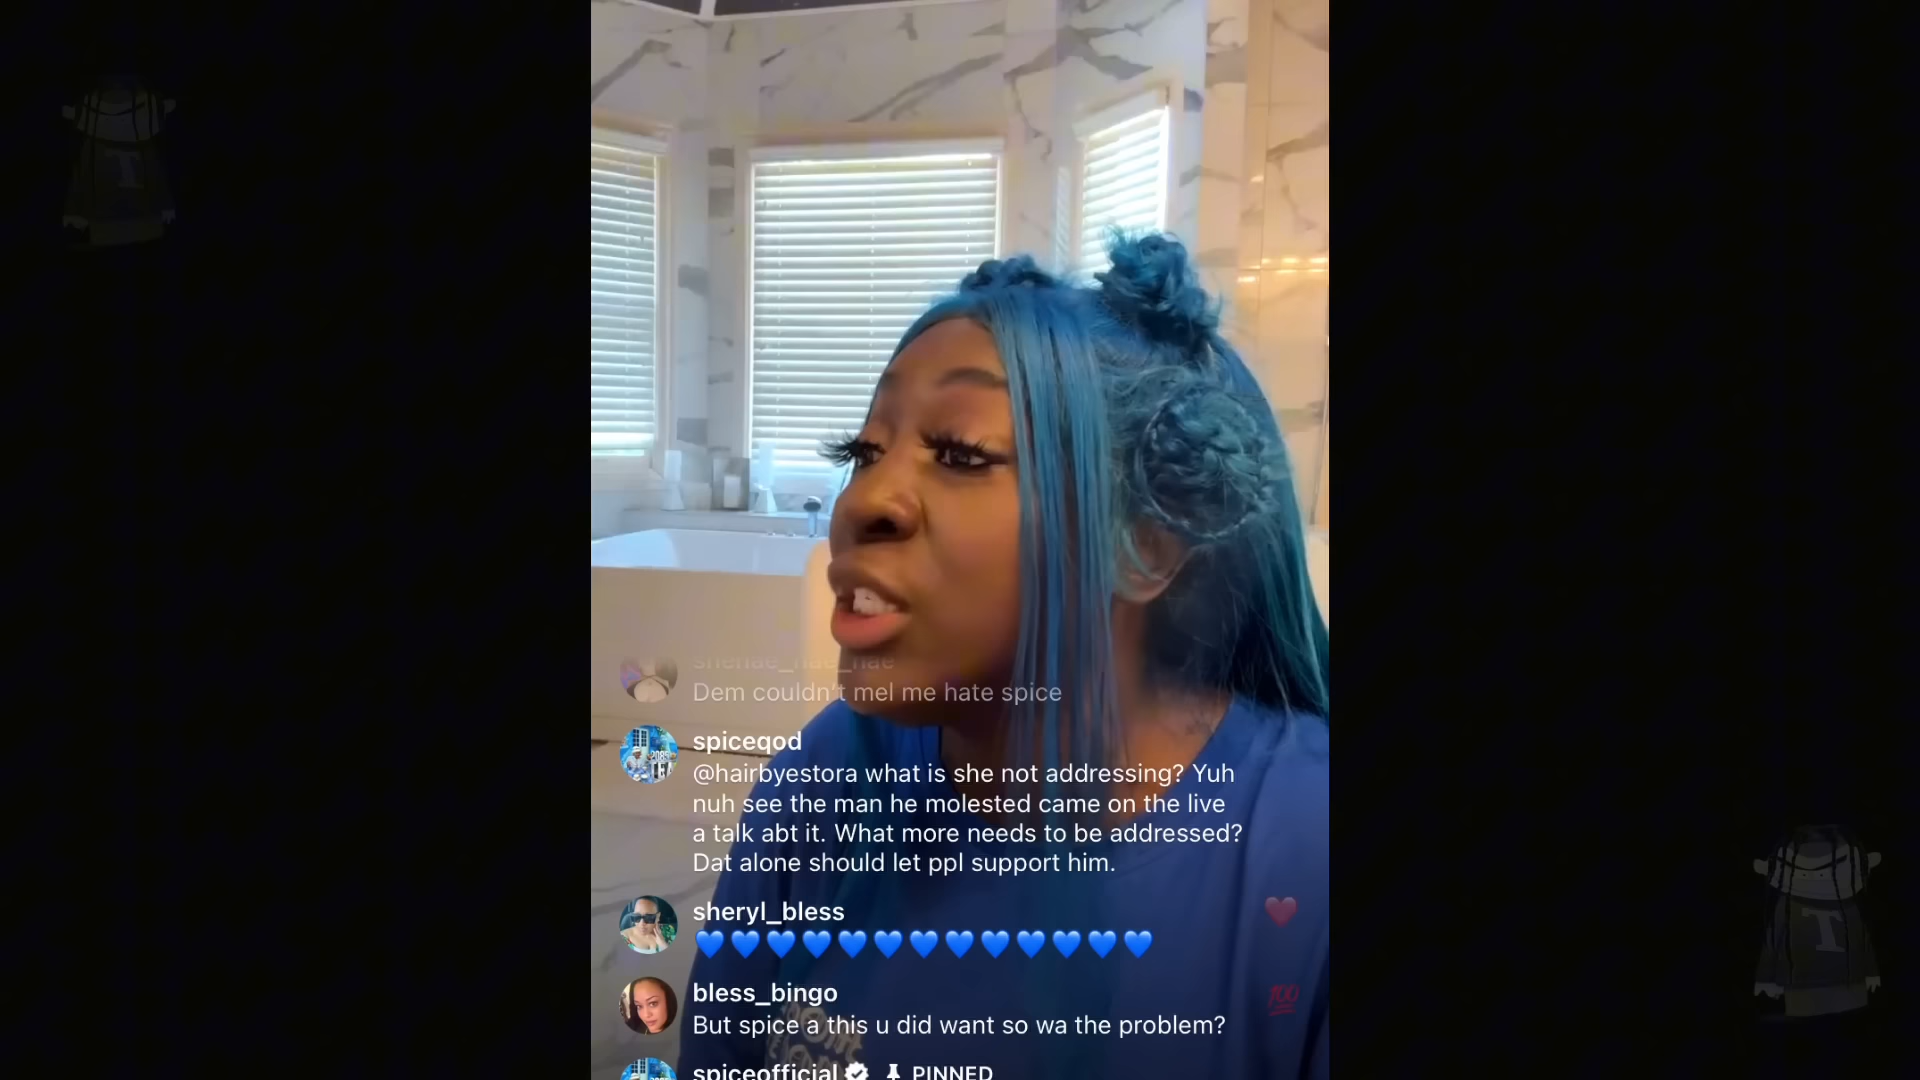 shenae_nae_nae
Dem couldn't mel me hate spice
spiceqod
@hairbyestora what is she not addressing? Yuh
nuh see the man he molested came on the live
a talk abt it. What more needs to be addressed?
Dat alone should let ppl support him.
sheryl_bless
💙💙💙💙💙💙💙💙💙💙💙💙💙
bless_bingo
But spice a this u did want so wa the problem?
spiceofficial PINNED
T
T